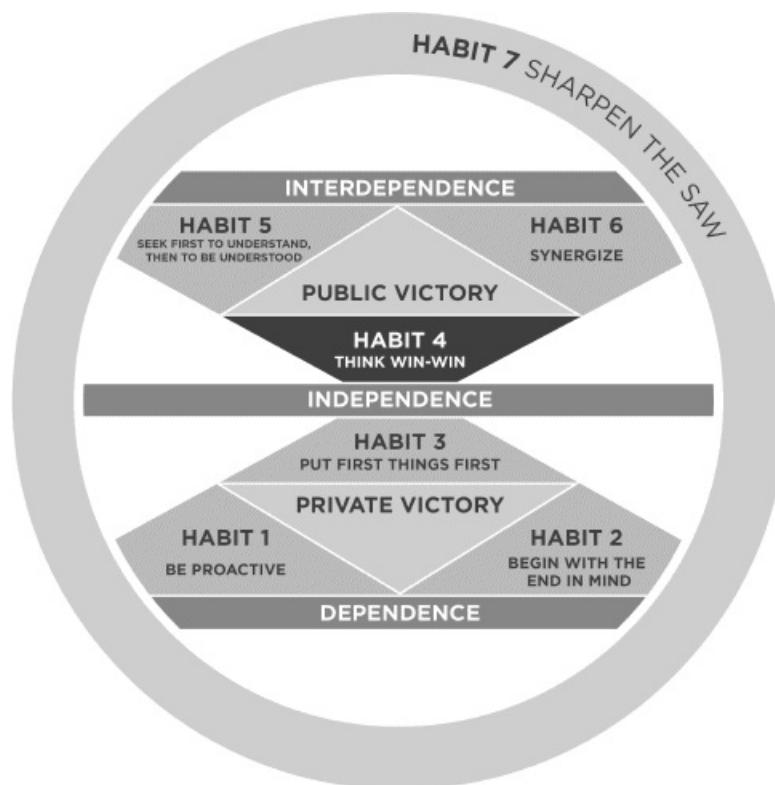 HABIT 7 SHARPEN THE SAW
INTERDEPENDENCE
HABIT 5
SEEK FIRST TO UNDERSTAND,
THEN TO BE UNDERSTOOD
HABIT 6
SYNERGIZE
PUBLIC VICTORY
HABIT 4
THINK WIN-WIN
INDEPENDENCE
HABIT 3
PUT FIRST THINGS FIRST
PRIVATE VICTORY
HABIT 1
BE PROACTIVE
HABIT 2
BEGIN WITH THE
END IN MIND
DEPENDENCE